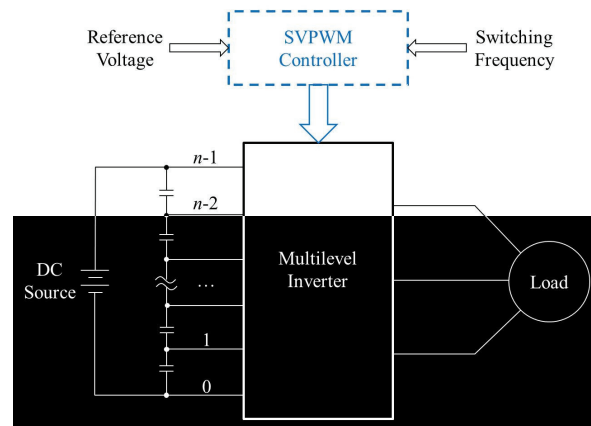 Reference
Voltage
SVPWM
Controller
Switching
Frequency
n-1
n-2
DC
Source
...
Multilevel
Inverter
Load
1
0